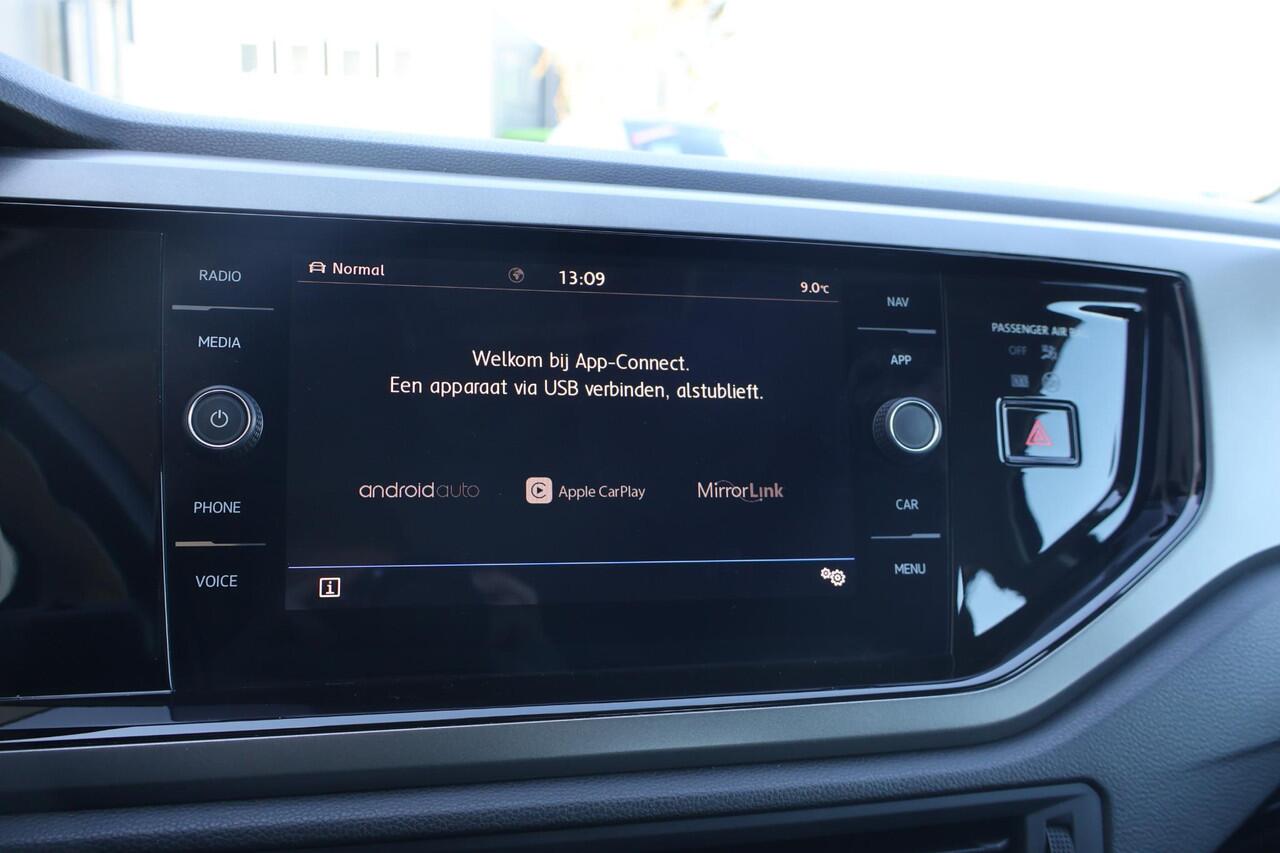 RADIO
MEDIA
PHONE
VOICE
Normal
13:09
9.0°C
Welkom bij App-Connect.
Een apparaat via USB verbinden, alstublieft.
androidauto
Apple CarPlay
MirrorLink
i
NAV
APP
CAR
MENU
PASSENGER AIR
OFF